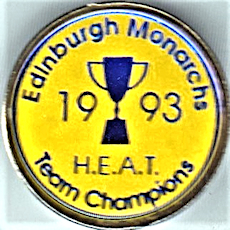 Edinburgh Monarchs
19 93
H.E.A.T.
Team Champions